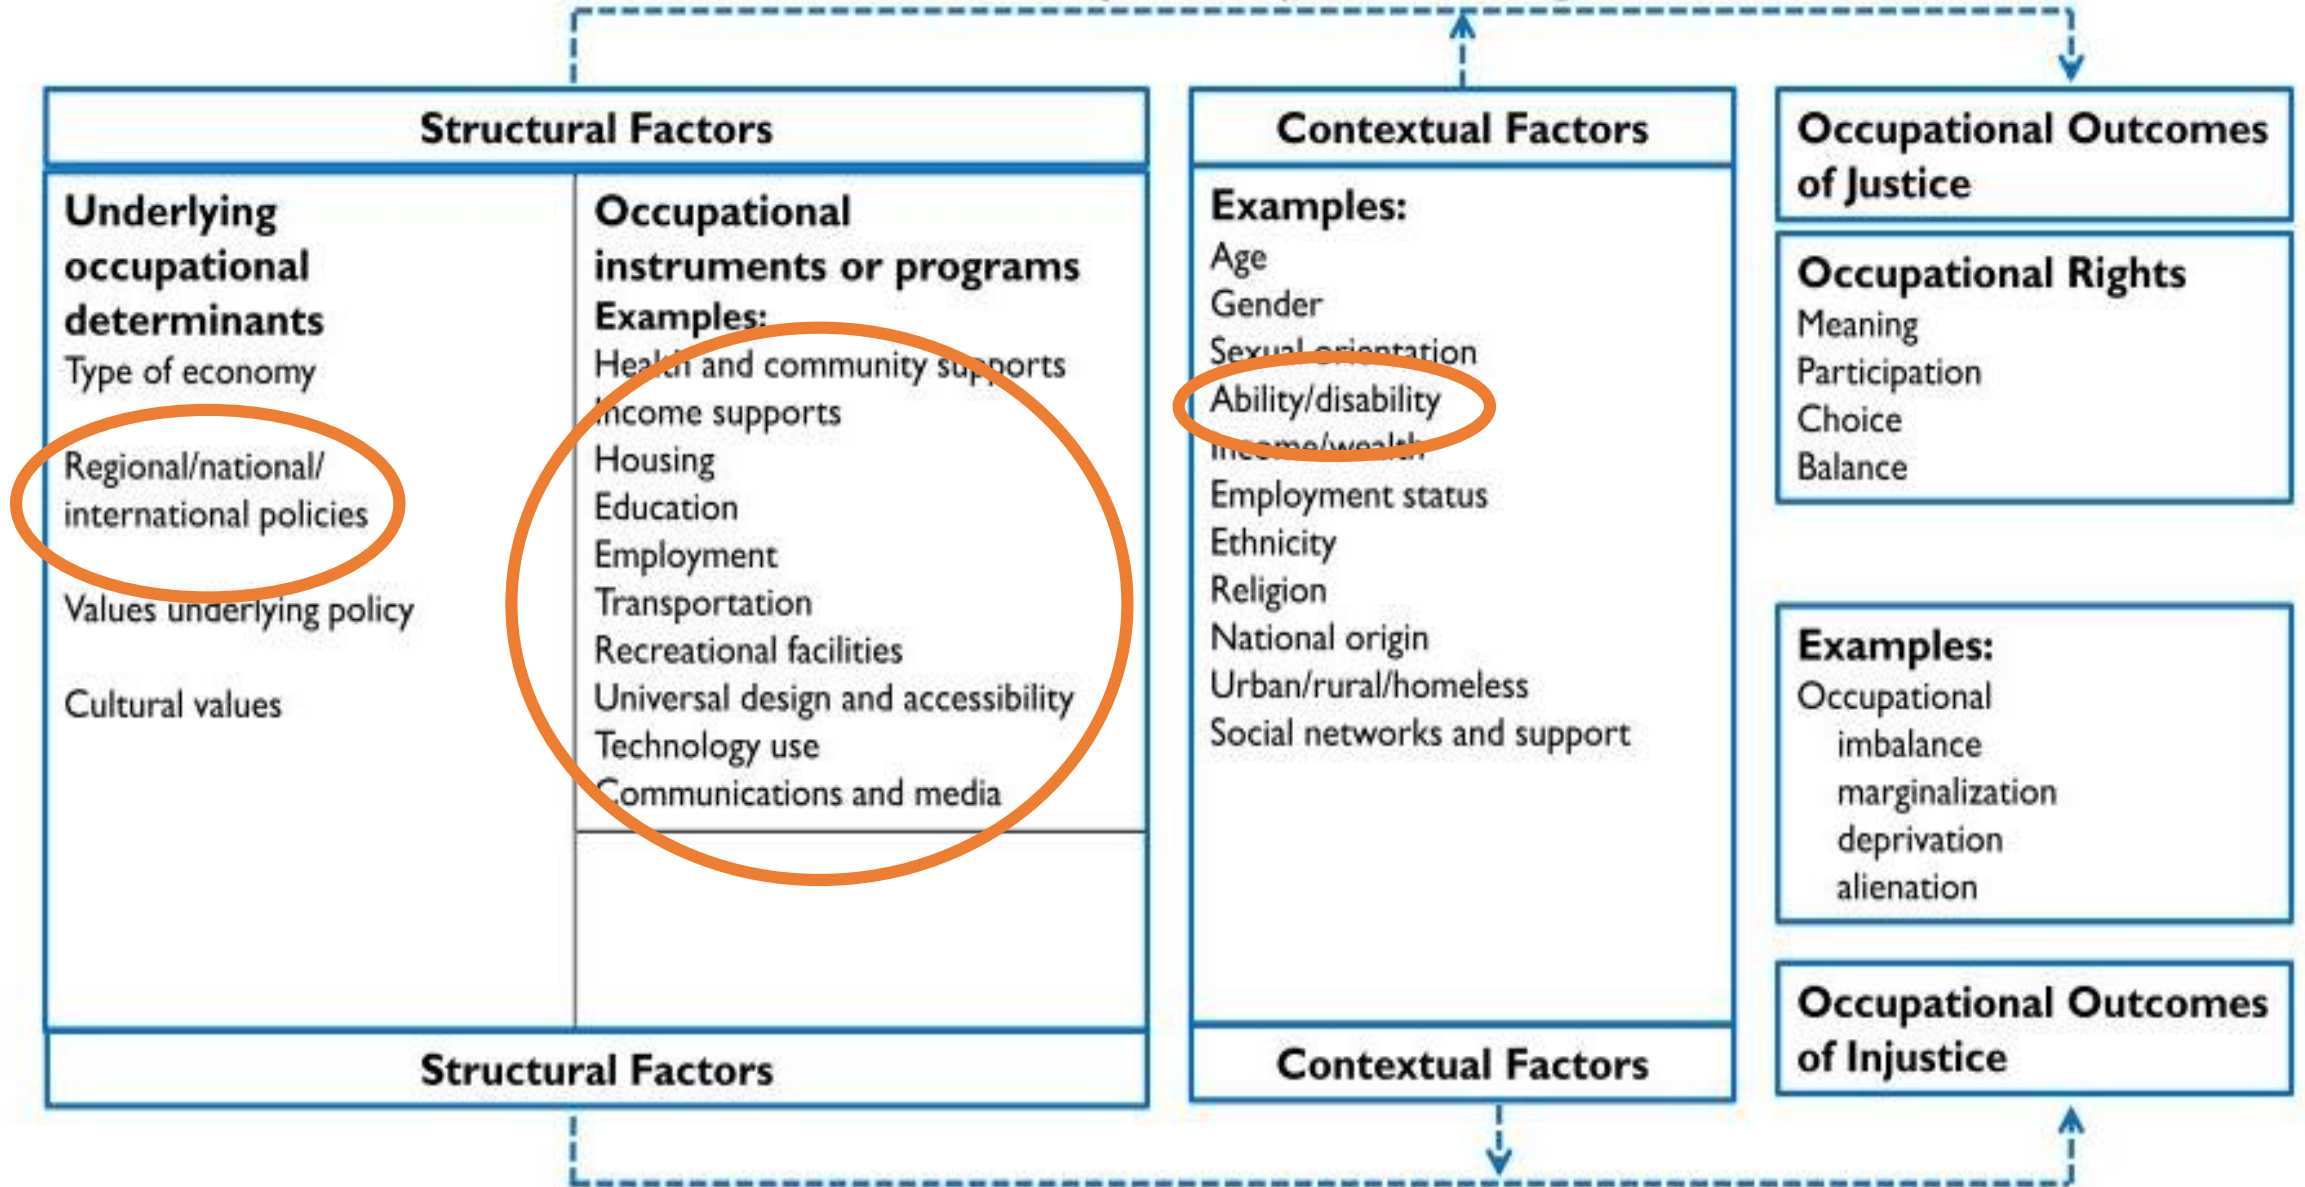 Structural Factors
Underlying
occupational
determinants
Type of economy
Regional/national/
international policies
Values underlying policy
Cultural values
Occupational
instruments or programs
Examples:
Health and community supports
Income supports
Housing
Education
Employment
Transportation
Recreational facilities
Universal design and accessibility
Technology use
Communications and media
Structural Factors
Contextual Factors
Examples:
Age
Gender
Sexual orientation
Ability/disability
Income/wealth
Employment status
Ethnicity
Religion
National origin
Urban/rural/homeless
Social networks and support
Contextual Factors
Occupational Outcomes
of Justice
Occupational Rights
Meaning
Participation
Choice
Balance
Examples:
Occupational
imbalance
marginalization
deprivation
alienation
Occupational Outcomes
of Injustice